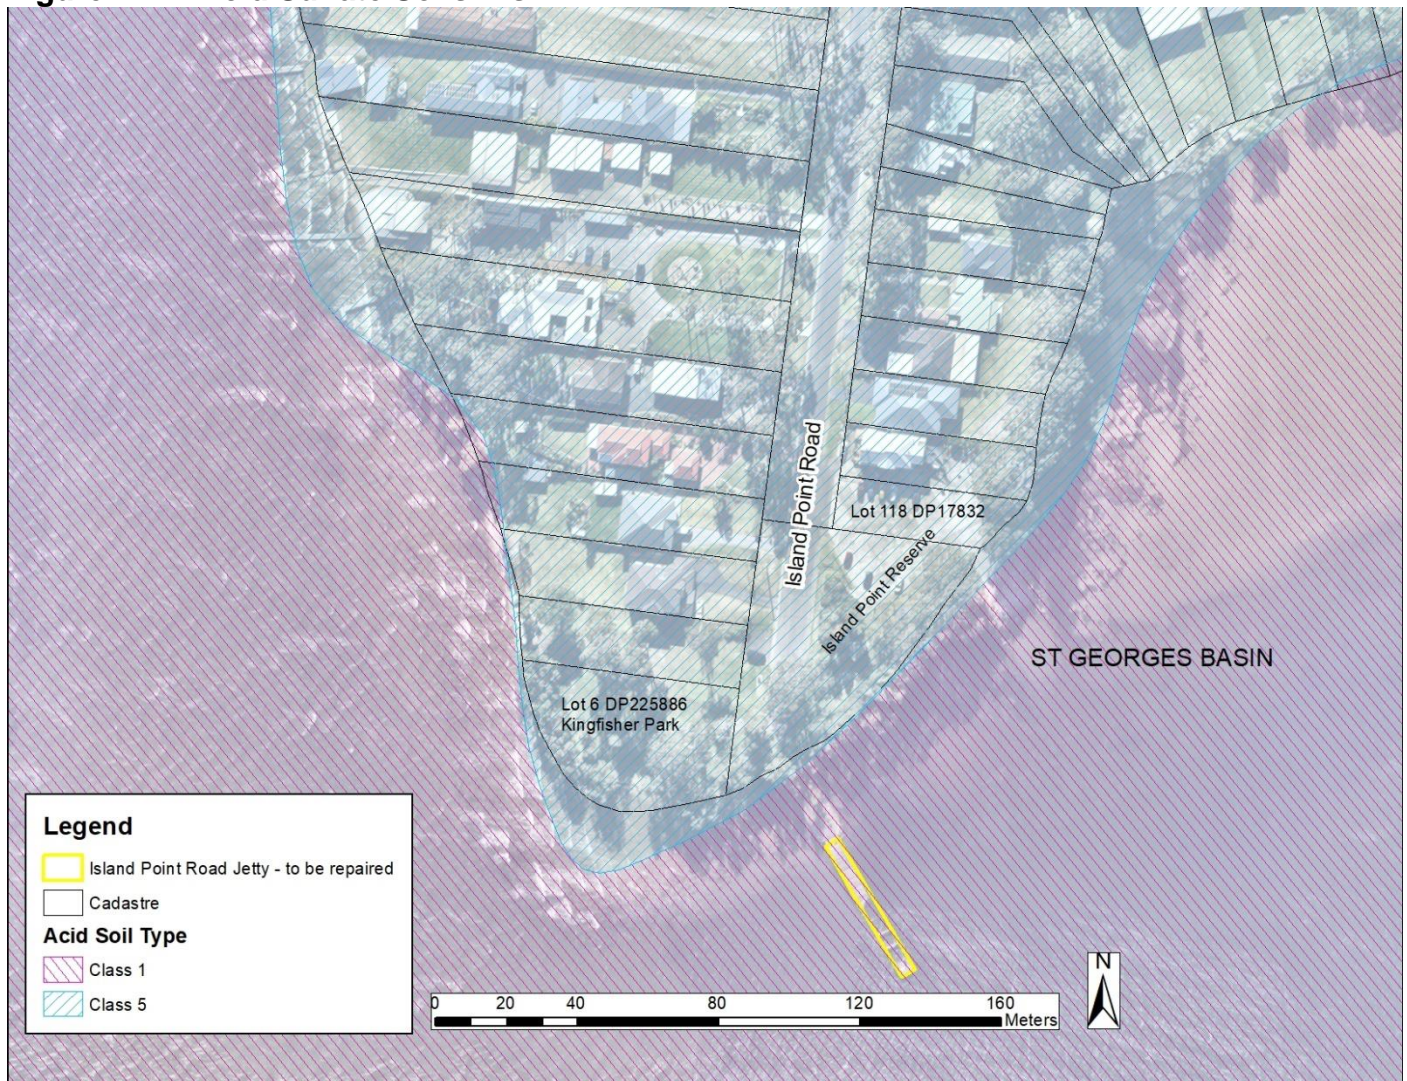 Island Point Road
Lot 118 DP17832
Island Point Reserve
ST GEORGES BASIN
Lot 6 DP225886
Kingfisher Park
Legend
Island Point Road Jetty - to be repaired
Cadastre
Acid Soil Type
Class 1
Class 5
0 20 40 80 120 160
Meters
N